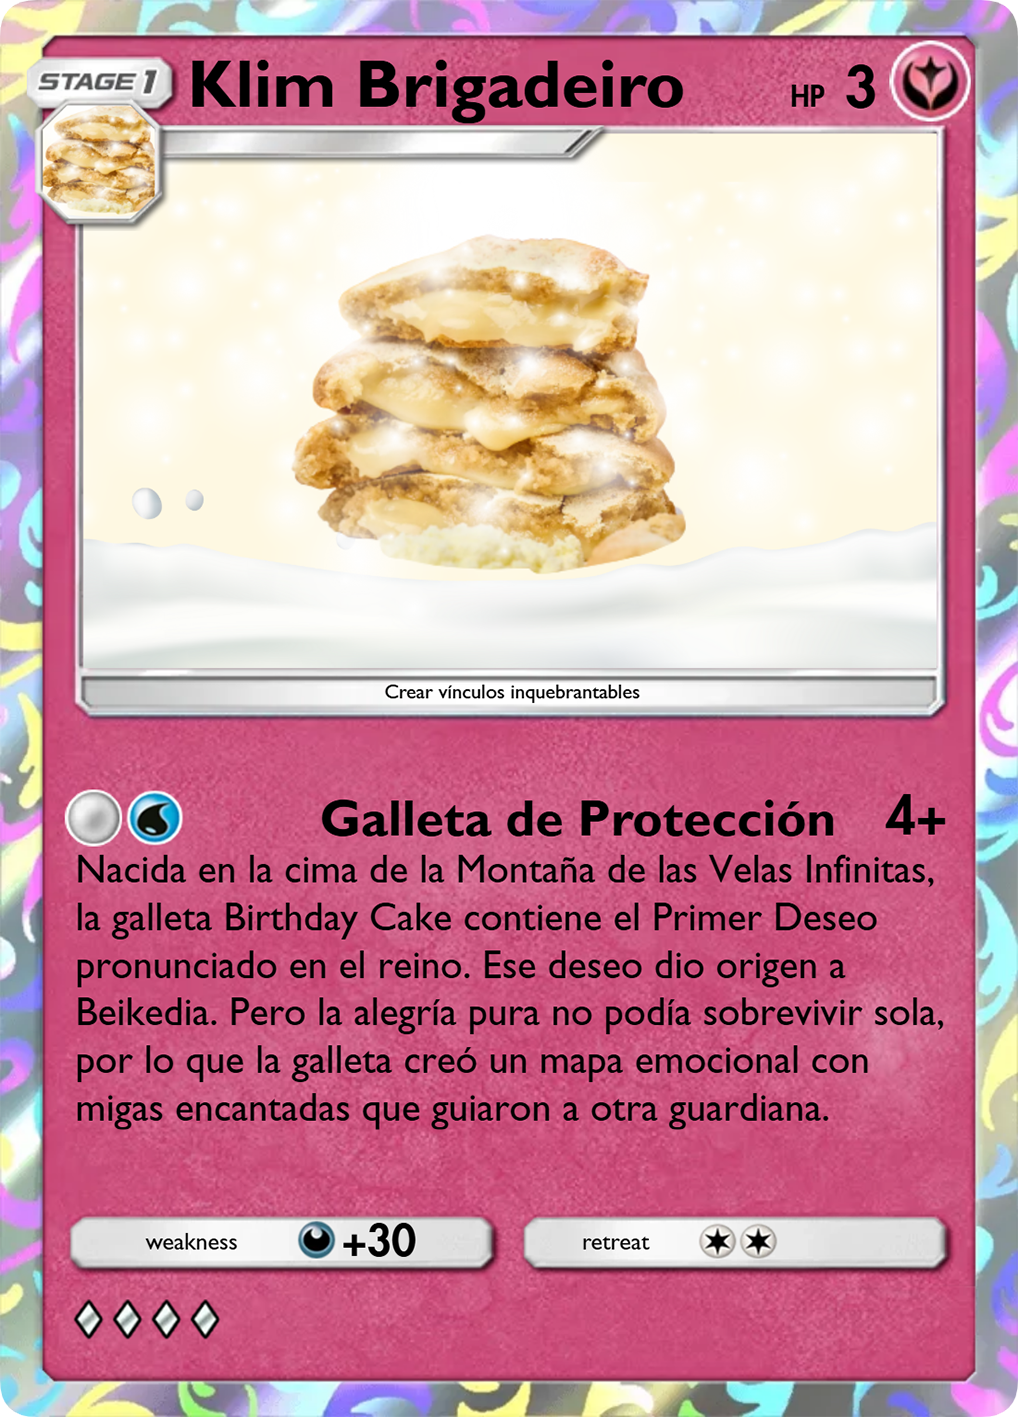 STAGE 1 Klim Brigadeiro HP 3
Crear vínculos inquebrantables
Galleta de Protección 4+
Nacida en la cima de la Montaña de las Velas Infinitas,
la galleta Birthday Cake contiene el Primer Deseo
pronunciado en el reino. Ese deseo dio origen a
Beikedia. Pero la alegría pura no podía sobrevivir sola,
por lo que la galleta creó un mapa emocional con
migas encantadas que guiaron a otra guardiana.
weakness +30 retreat